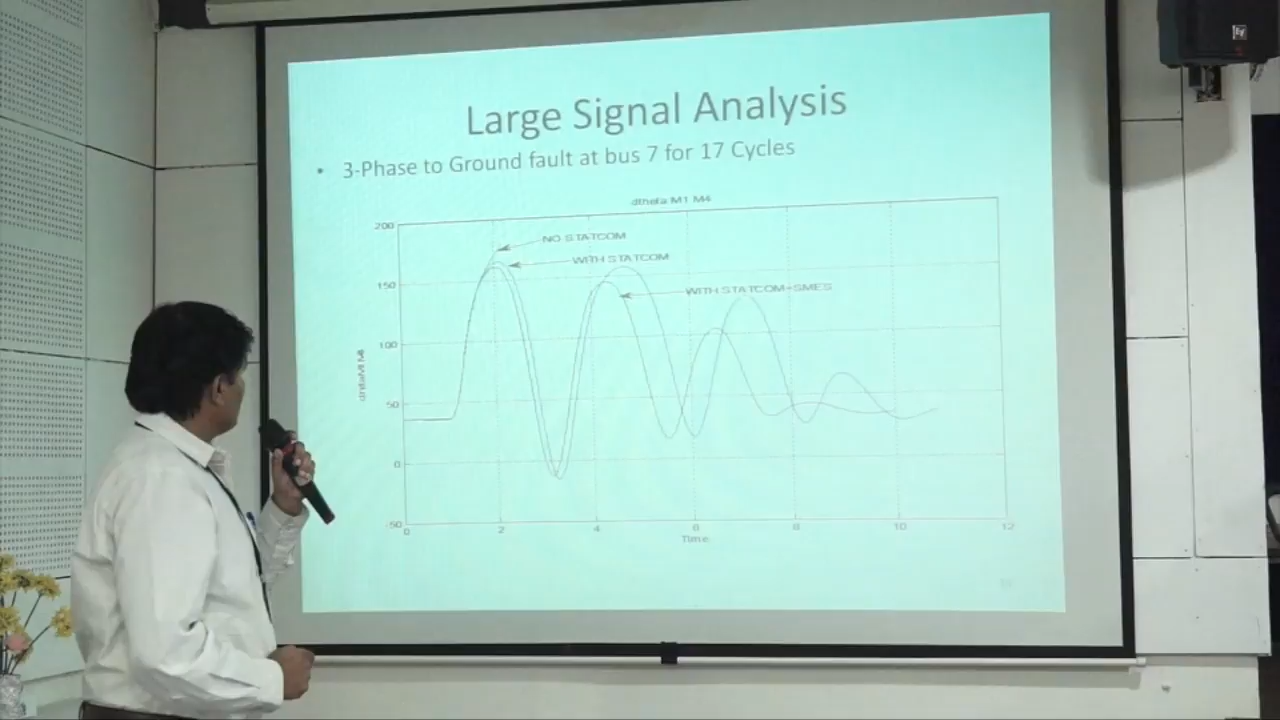 Large Signal Analysis
• 3-Phase to Ground fault at bus 7 for 17 Cycles
dtheta M1 M4
200
NO STATCOM
WITH STATCOM
150
WITH STATCOM+SMES
100
50
0
-50
0 2 4 6 8 10 12
Time